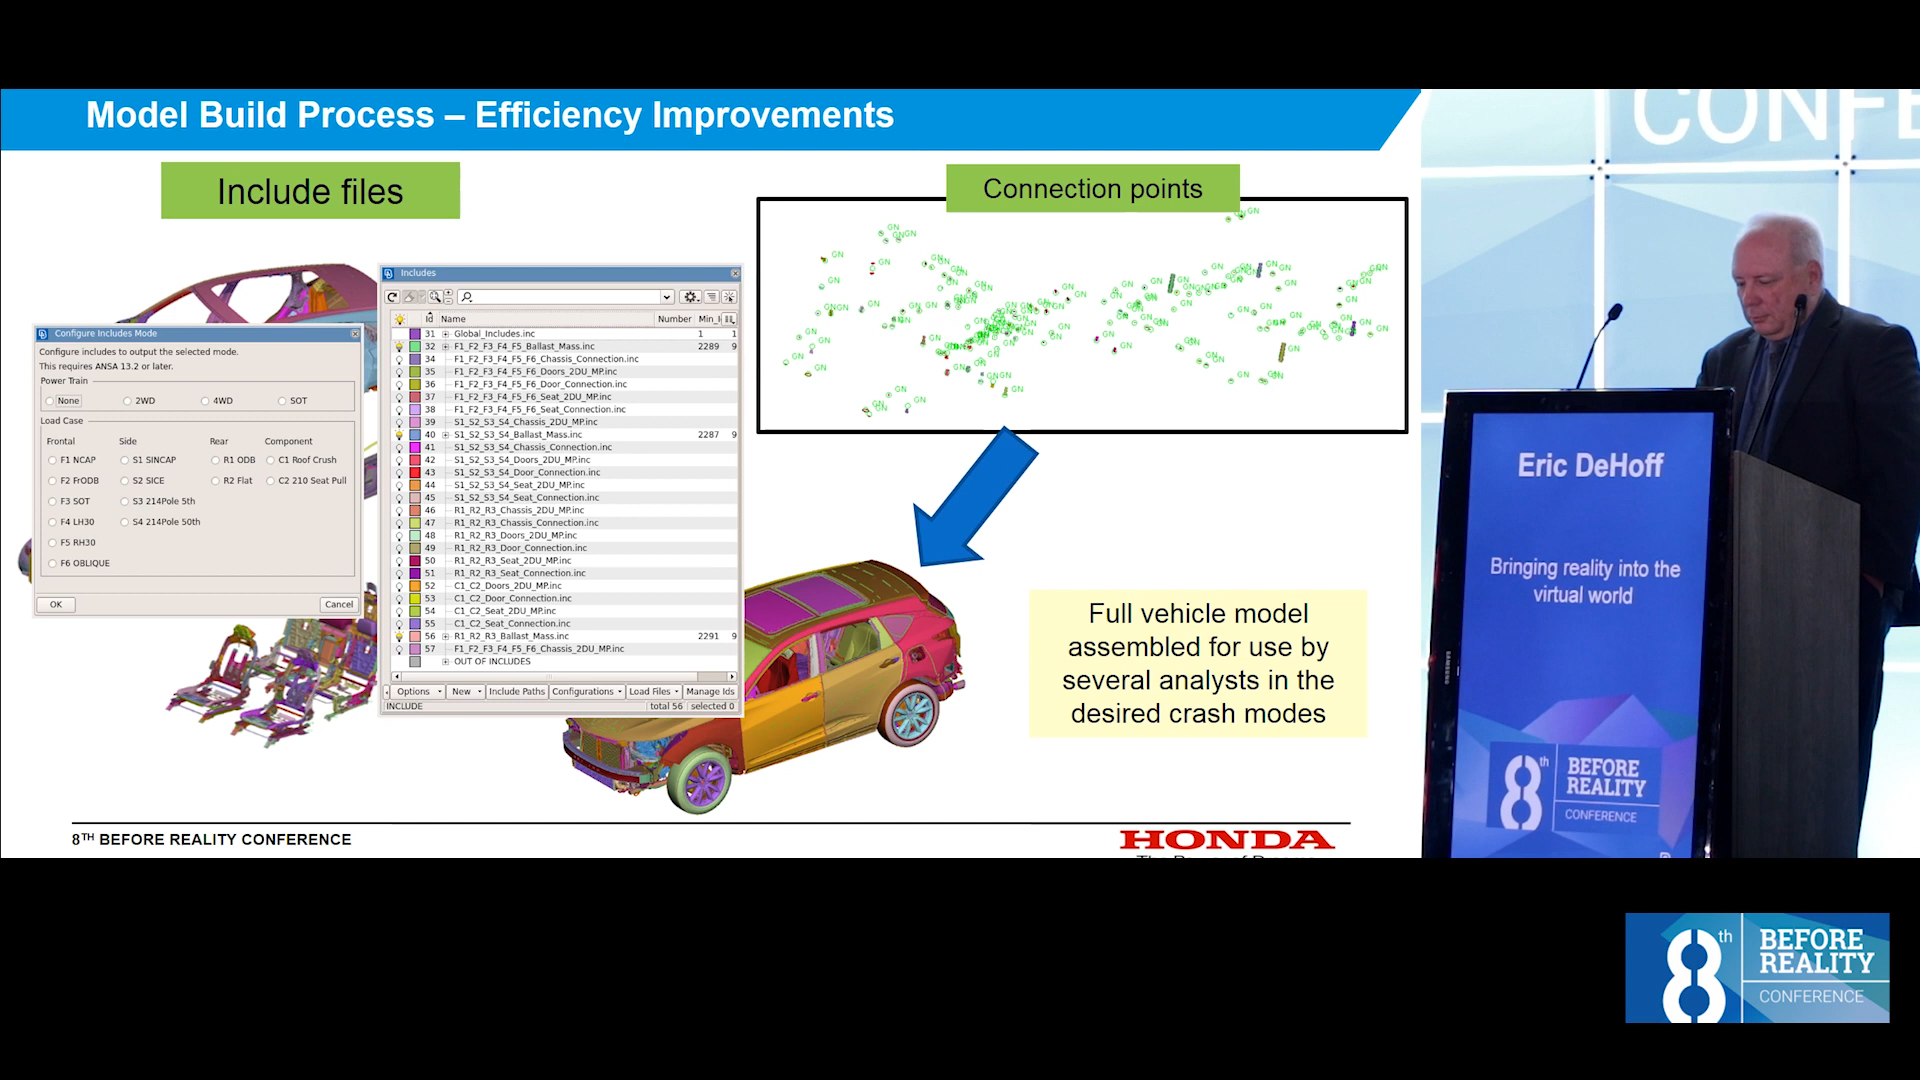 Model Build Process – Efficiency Improvements
Include files
Connection points
Configure Includes Mode
Configure includes to output the selected mode.
This requires ANSA 13.2 or later.
Power Train
None 2WD 4WD SOT
Load Case
Frontal Side Rear Component
F1 NCAP S1 SINCAP R1 ODB C1 Roof Crush
F2 FrODB S2 SICE R2 Flat C2 210 Seat Pull
F3 SOT S3 214Pole 5th
F4 LH30 S4 214Pole 50th
F5 RH30
F6 OBLIQUE
OK Cancel
Includes
Id Name Number Min_I
31 Global_Includes.inc 1 1
32 F1_F2_F3_F4_F5_Ballast_Mass.inc 2289 9
34 F1_F2_F3_F4_F5_F6_Chassis_Connection.inc
35 F1_F2_F3_F4_F5_F6_Doors_2DU_MP.inc
36 F1_F2_F3_F4_F5_F6_Door_Connection.inc
37 F1_F2_F3_F4_F5_F6_Seat_2DU_MP.inc
38 F1_F2_F3_F4_F5_F6_Seat_Connection.inc
39 S1_S2_S3_S4_Chassis_2DU_MP.inc
40 S1_S2_S3_S4_Ballast_Mass.inc 2287 9
41 S1_S2_S3_S4_Chassis_Connection.inc
42 S1_S2_S3_S4_Doors_2DU_MP.inc
43 S1_S2_S3_S4_Door_Connection.inc
44 S1_S2_S3_S4_Seat_2DU_MP.inc
45 S1_S2_S3_S4_Seat_Connection.inc
46 R1_R2_R3_Chassis_2DU_MP.inc
47 R1_R2_R3_Chassis_Connection.inc
48 R1_R2_R3_Doors_2DU_MP.inc
49 R1_R2_R3_Door_Connection.inc
50 R1_R2_R3_Seat_2DU_MP.inc
51 R1_R2_R3_Seat_Connection.inc
52 C1_C2_Doors_2DU_MP.inc
53 C1_C2_Door_Connection.inc
54 C1_C2_Seat_2DU_MP.inc
55 C1_C2_Seat_Connection.inc
56 R1_R2_R3_Ballast_Mass.inc 2291 9
57 F1_F2_F3_F4_F5_F6_Chassis_2DU_MP.inc
OUT OF INCLUDES
Options New Include Paths Configurations Load Files Manage Ids
INCLUDE total 56 selected 0
Full vehicle model
assembled for use by
several analysts in the
desired crash modes
8TH BEFORE REALITY CONFERENCE
HONDA
Eric DeHoff
Bringing reality into the
virtual world
8th BEFORE
REALITY
CONFERENCE
8th BEFORE
REALITY
CONFERENCE